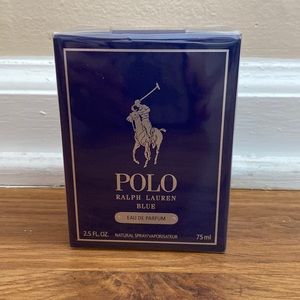 POLO
RALPH LAUREN
BLUE
EAU DE PARFUM
2.5 FL. OZ. NATURAL SPRAY/VAPORISATEUR 75 ml